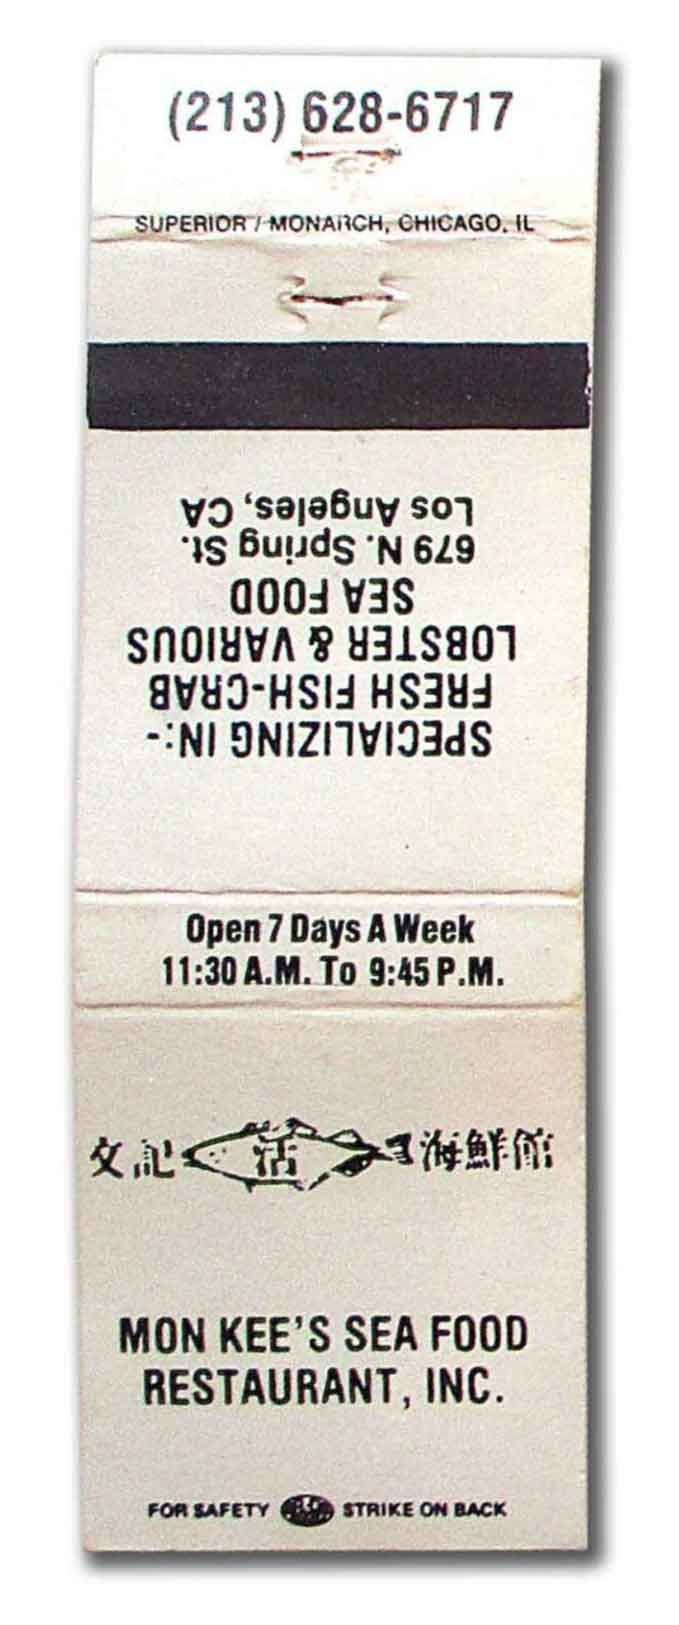 (213) 628-6717
SUPERIOR / MONARCH, CHICAGO, IL
SPECIALIZING IN:-
FRESH FISH-CRAB
LOBSTER & VARIOUS
SEA FOOD
679 N. Spring St.
Los Angeles, CA
Open 7 Days A Week
11:30 A.M. To 9:45 P.M.
文記 活 海鮮館
MON KEE'S SEA FOOD
RESTAURANT, INC.
FOR SAFETY STRIKE ON BACK